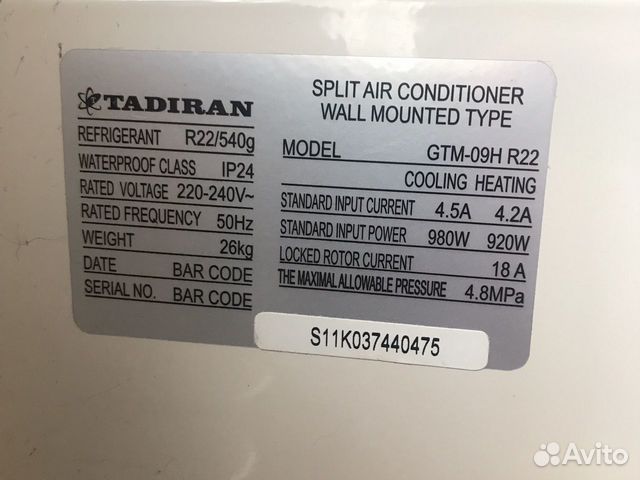 TADIRAN
REFRIGERANT R22/540g
WATERPROOF CLASS IP24
RATED VOLTAGE 220-240V~
RATED FREQUENCY 50Hz
WEIGHT 26kg
DATE BAR CODE
SERIAL NO. BAR CODE
SPLIT AIR CONDITIONER
WALL MOUNTED TYPE
MODEL GTM-09H R22
COOLING HEATING
STANDARD INPUT CURRENT 4.5A 4.2A
STANDARD INPUT POWER 980W 920W
LOCKED ROTOR CURRENT 18 A
THE MAXIMAL ALLOWABLE PRESSURE 4.8MPa
S11K037440475
Avito